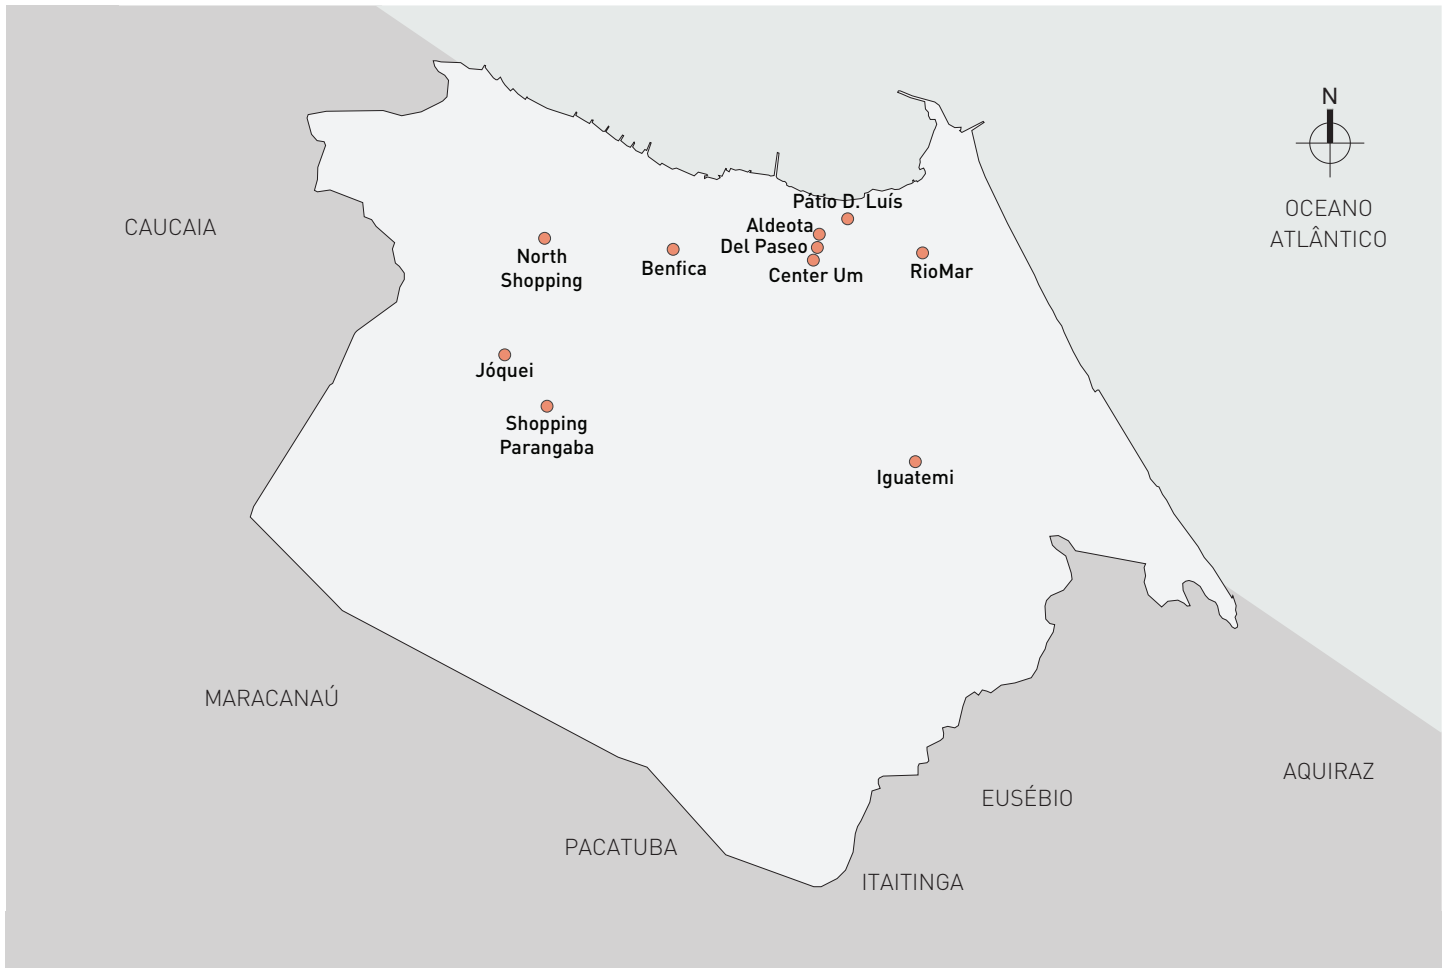 N
OCEANO
ATLÂNTICO
CAUCAIA
Pátio D. Luís
Aldeota
Del Paseo
Center Um
North
Shopping
Benfica
RioMar
Jóquei
Shopping
Parangaba
Iguatemi
MARACANAÚ
AQUIRAZ
EUSÉBIO
PACATUBA
ITAITINGA